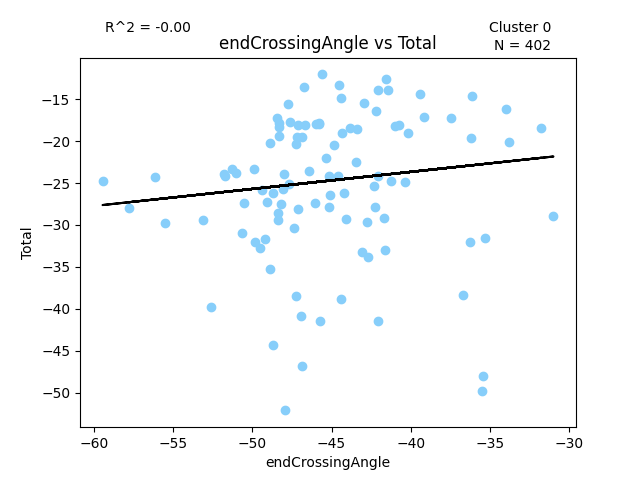 R^2 = -0.00
Cluster 0
N = 402
endCrossingAngle vs Total
−15
−20
−25
−30
−35
−40
−45
−50
Total
−60 −55 −50 −45 −40 −35 −30
endCrossingAngle